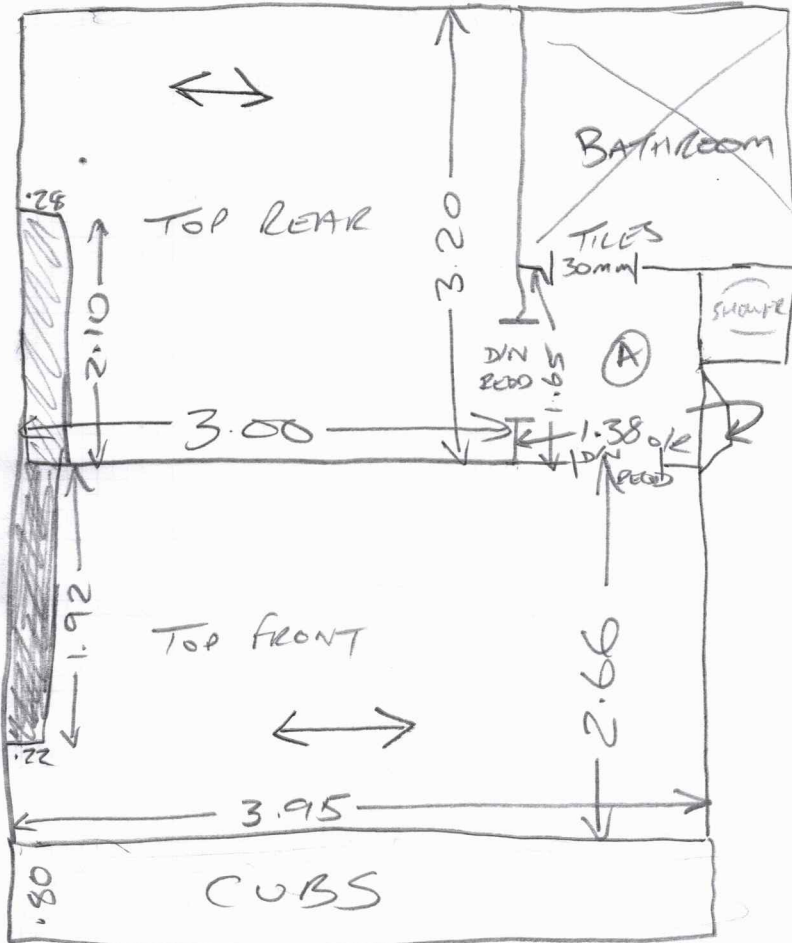 BATHROOM
.28
TOP REAR
3.20
TILES
30mm
SHOWER
2.10
D/N
REQD
1.65
A
3.00
1.38 o/R
D/N
REQD
1.92
TOP FRONT
2.66
.22
3.95
.80
CUBS